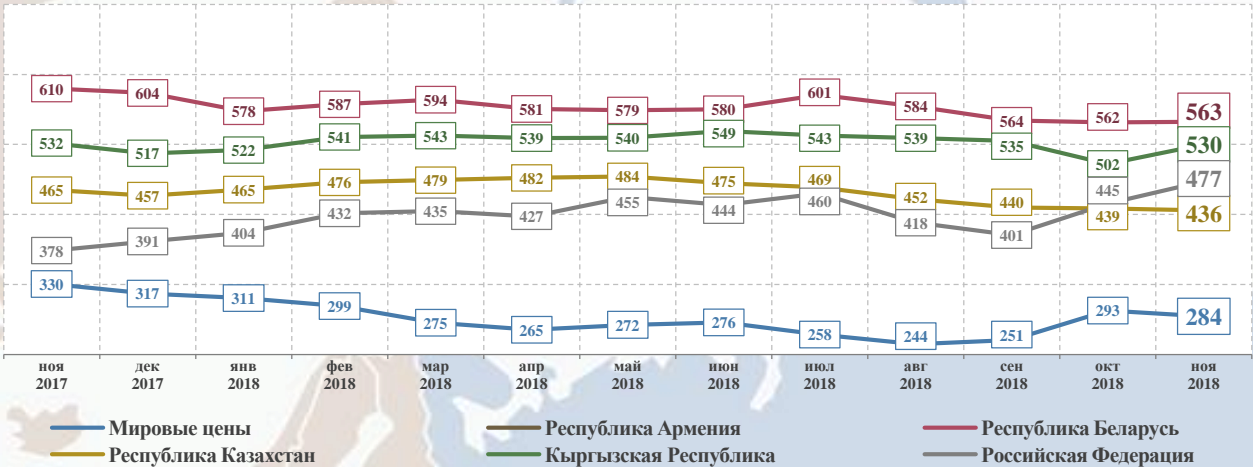 610 604 578 587 594 581 579 580 601 584 564 562 563
532 517 522 541 543 539 540 549 543 539 535 502 530
465 457 465 476 479 482 484 475 469 452 440 439 436
378 391 404 432 435 427 455 444 460 418 401 445 477
330 317 311 299 275 265 272 276 258 244 251 293 284
ноя дек янв фев мар апр май июн июл авг сен окт ноя
2017 2017 2018 2018 2018 2018 2018 2018 2018 2018 2018 2018 2018
Мировые цены Республика Армения Республика Беларусь
Республика Казахстан Кыргызская Республика Российская Федерация